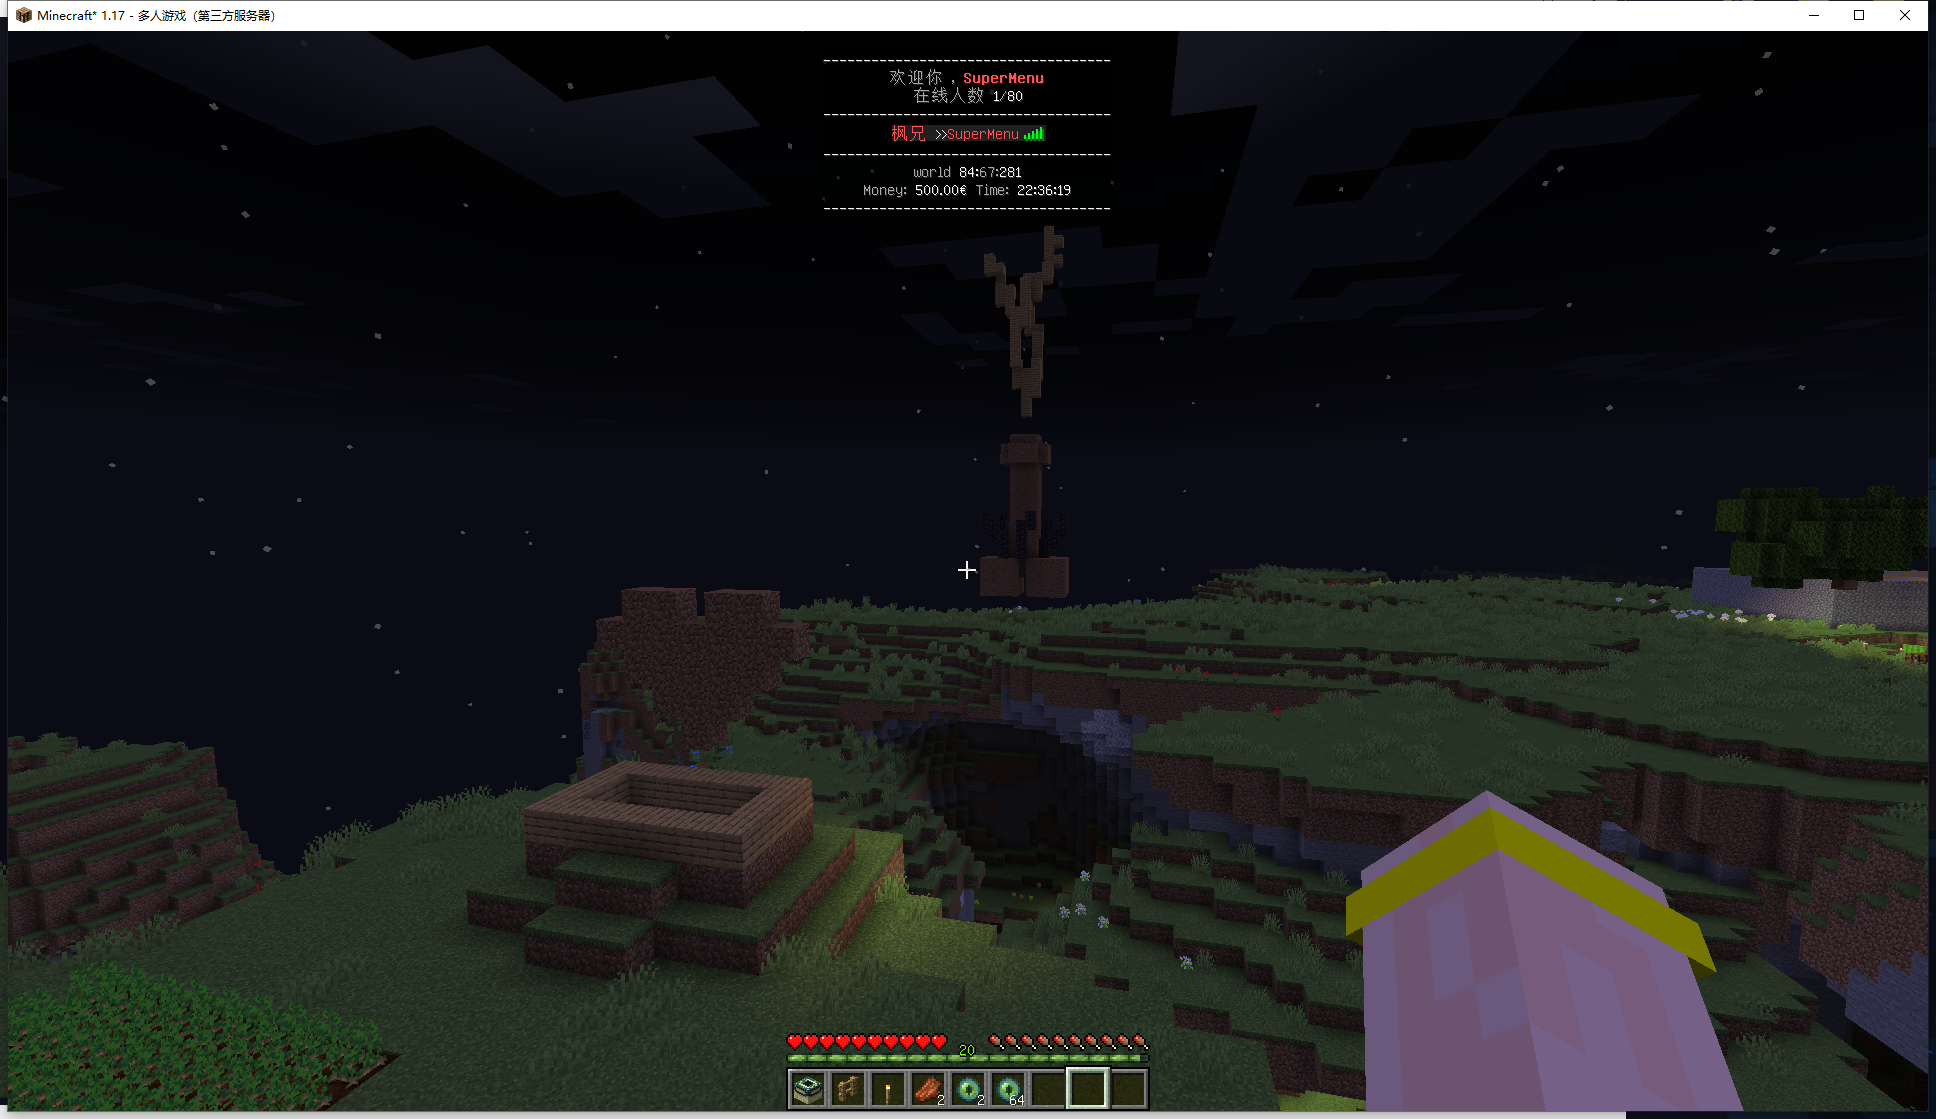 Minecraft* 1.17 - 多人游戏（第三方服务器）
欢迎你 , SuperMenu
在线人数 1/80
枫兄 >>SuperMenu
world 84:67:281
Money: 500.00€ Time: 22:36:19
20
2 2 64